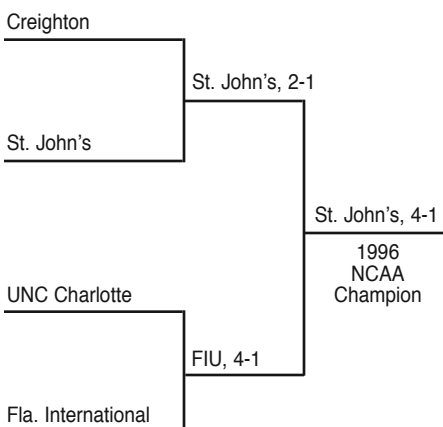 Creighton
St. John's, 2-1
St. John's
St. John's, 4-1
1996
NCAA
Champion
UNC Charlotte
FIU, 4-1
Fla. International